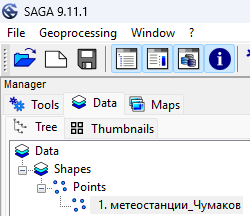 SAGA 9.11.1
File Geoprocessing Window ?
Manager
Tools Data Maps
Tree Thumbnails
Data
Shapes
Points
1. метеостанции_Чумаков